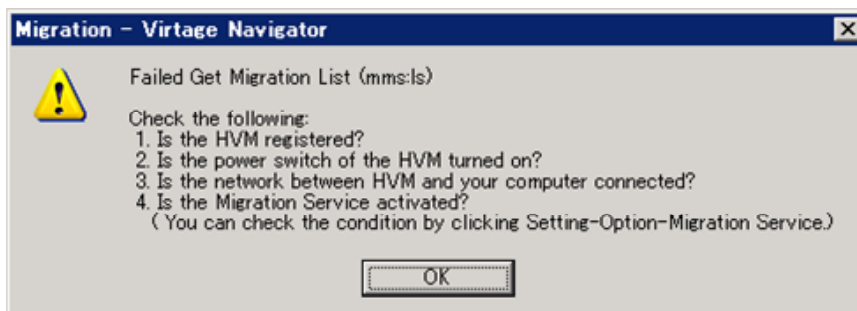 Migration - Virtage Navigator
Failed Get Migration List (mms:ls)
Check the following:
1. Is the HVM registered?
2. Is the power switch of the HVM turned on?
3. Is the network between HVM and your computer connected?
4. Is the Migration Service activated?
( You can check the condition by clicking Setting-Option-Migration Service.)
OK